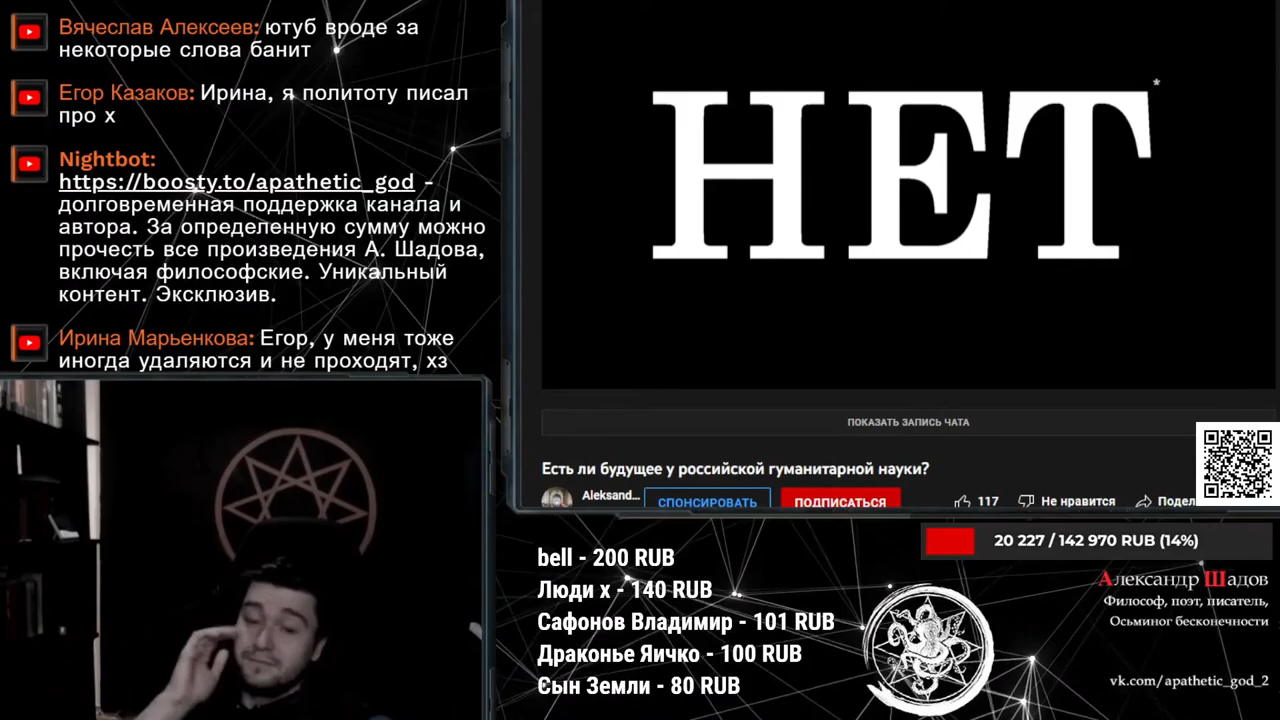 Вячеслав Алексеев: ютуб вроде за
некоторые слова банит
Егор Казаков: Ирина, я политоту писал
про х
Nightbot:
https://boosty.to/apathetic_god -
долговременная поддержка канала и
автора. За определенную сумму можно
прочесть все произведения А. Шадова,
включая философские. Уникальный
контент. Эксклюзив.
Ирина Марьенкова: Егор, у меня тоже
иногда удаляются и не проходят, хз
НЕТ*
ПОКАЗАТЬ ЗАПИСЬ ЧАТА
Есть ли будущее у российской гуманитарной науки?
Aleksand...
СПОНСИРОВАТЬ
ПОДПИСАТЬСЯ
117
Не нравится
20 227 / 142 970 RUB (14%)
bell - 200 RUB
Люди х - 140 RUB
Сафонов Владимир - 101 RUB
Драконье Яичко - 100 RUB
Сын Земли - 80 RUB
Александр Шадов
Философ, поэт, писатель,
Осьминог бесконечности
vk.com/apathetic_god_2